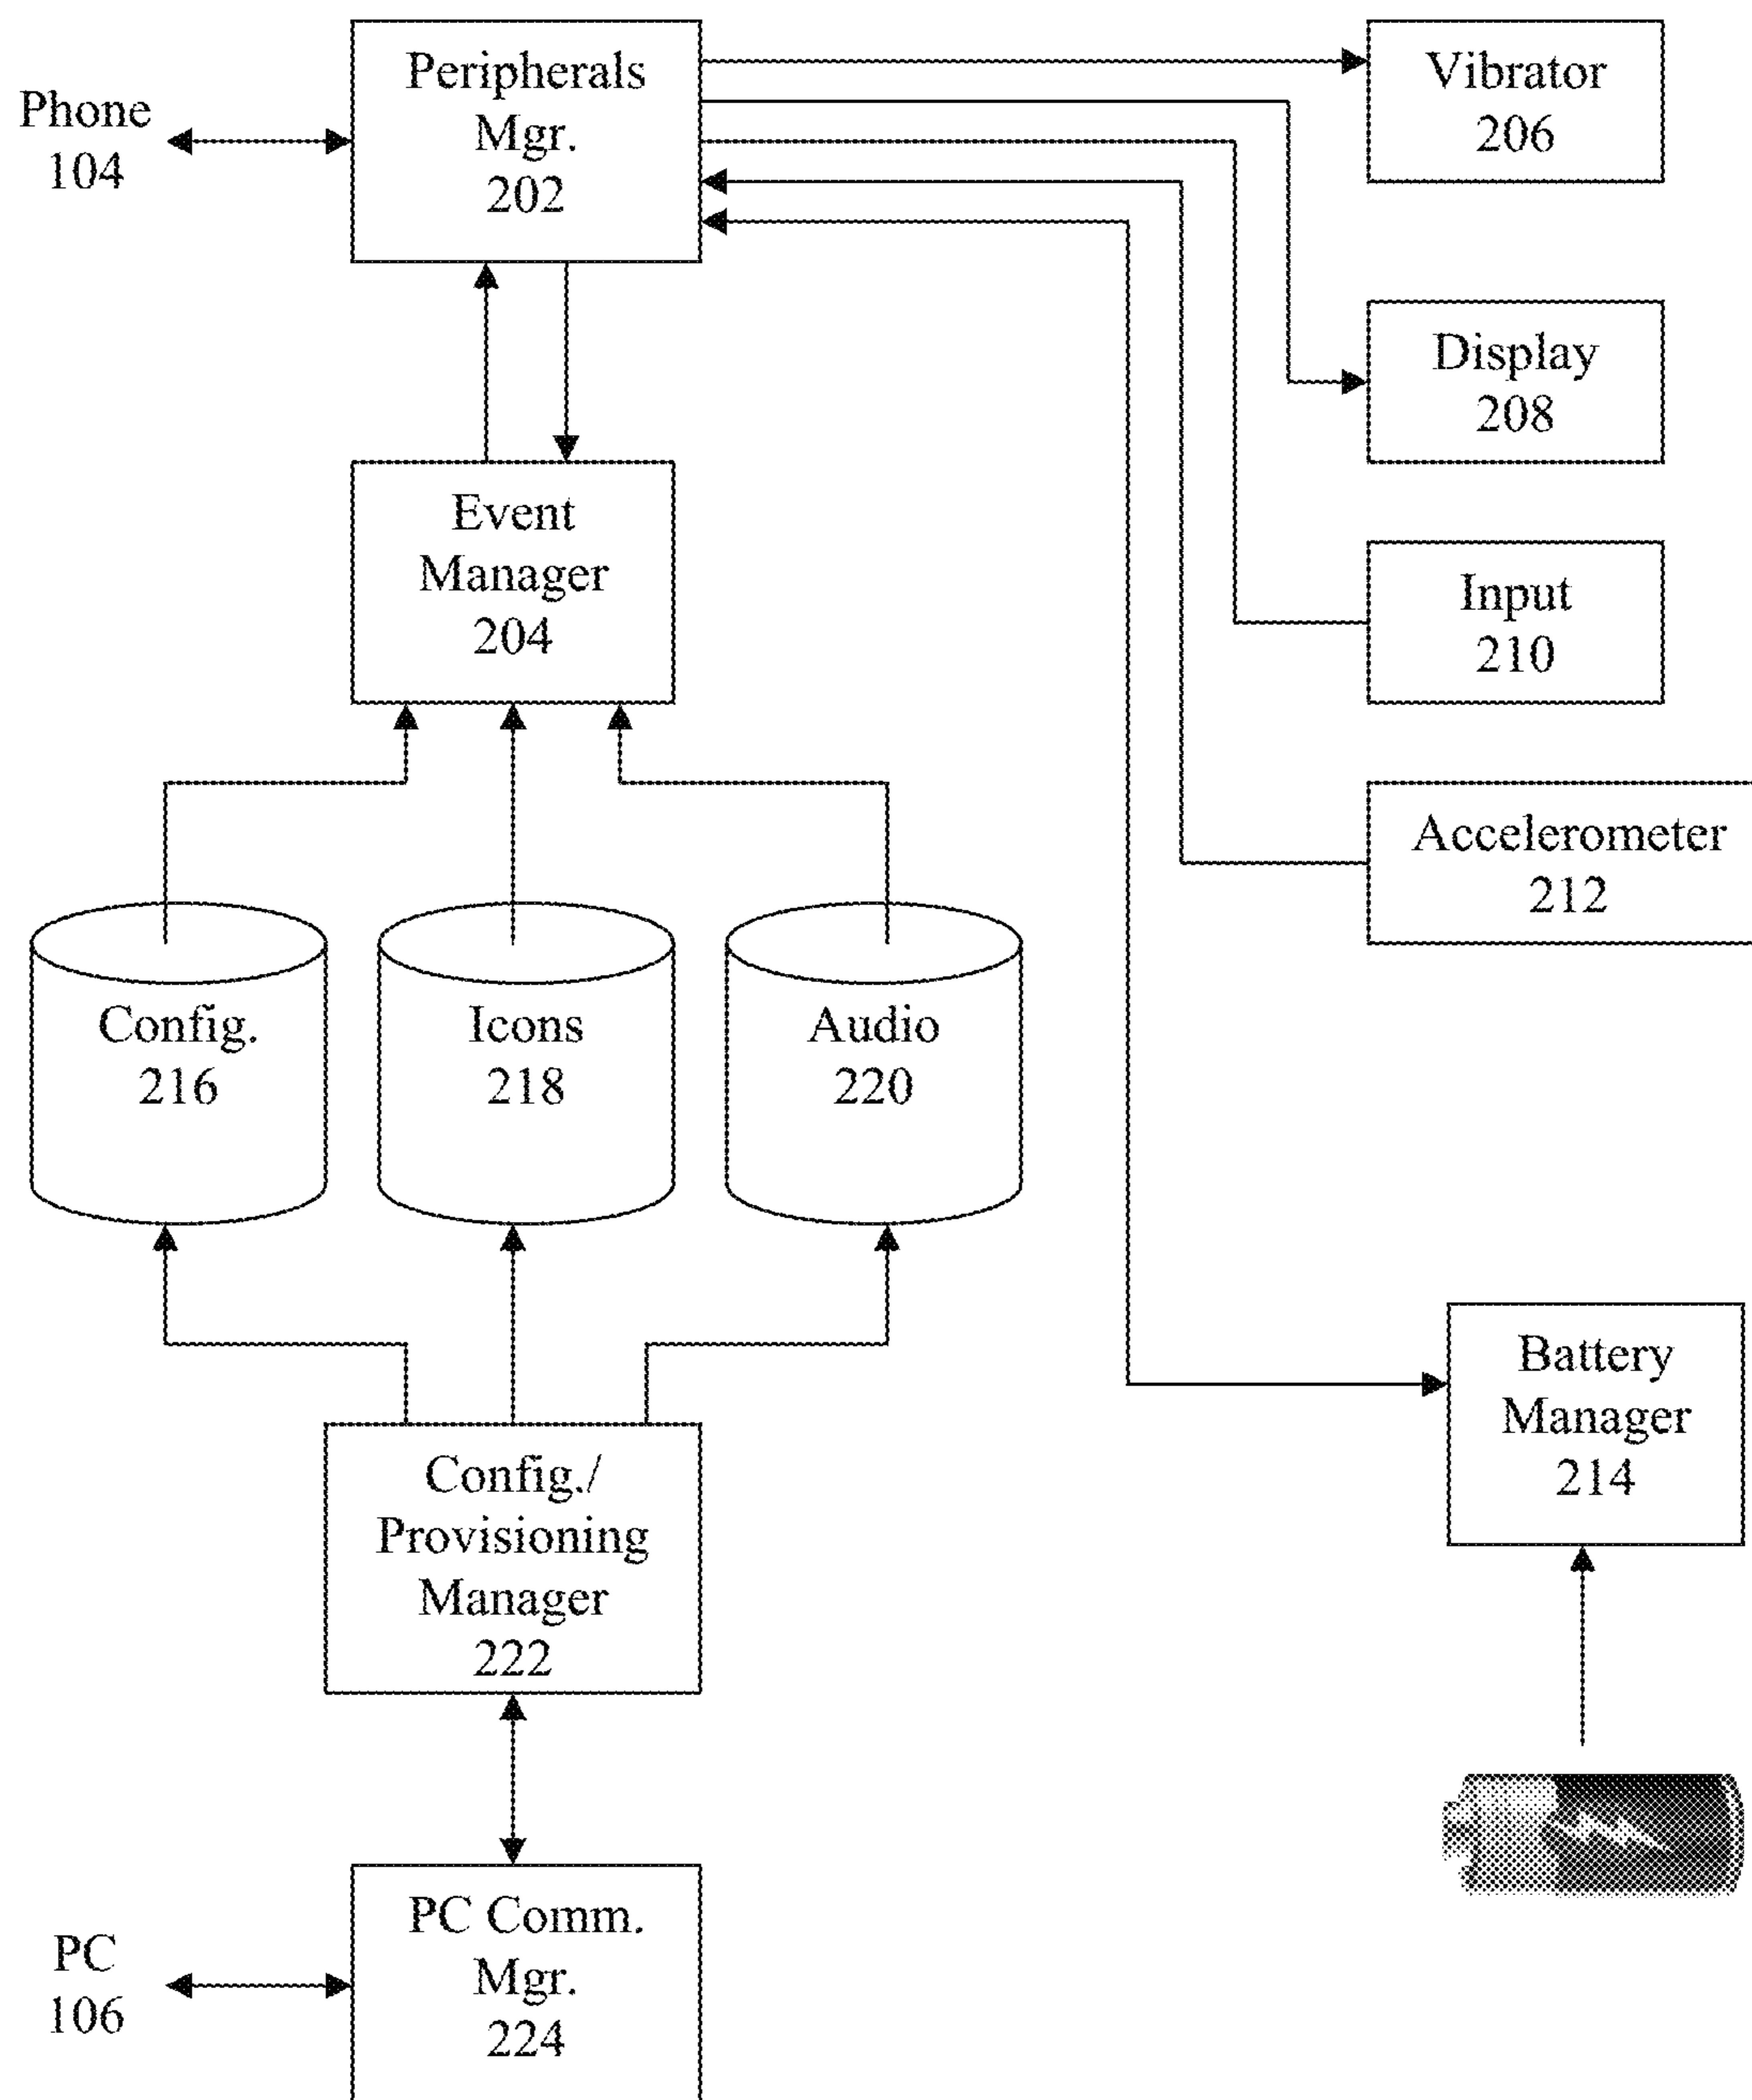 Phone
104
Peripherals
Mgr.
202
Vibrator
206
Display
208
Event
Manager
204
Input
210
Accelerometer
212
Config.
216
Icons
218
Audio
220
Battery
Manager
214
Config./
Provisioning
Manager
222
PC
106
PC Comm.
Mgr.
224